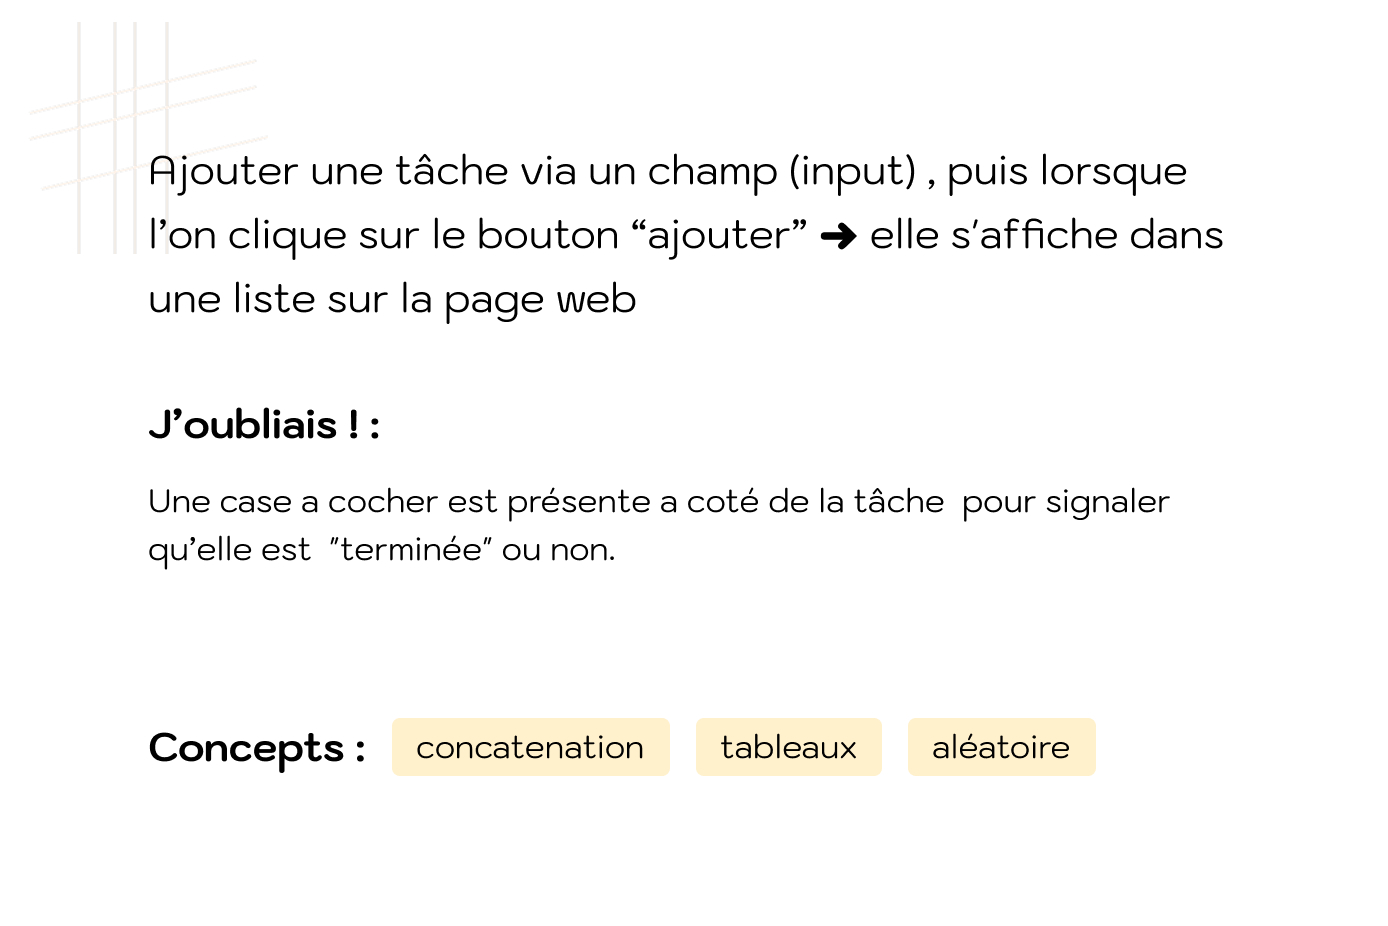 Ajouter une tâche via un champ (input) , puis lorsque
l’on clique sur le bouton “ajouter” ➜ elle s'affiche dans
une liste sur la page web
J’oubliais ! :
Une case a cocher est présente a coté de la tâche  pour signaler
qu’elle est  "terminée" ou non.
Concepts : concatenation tableaux aléatoire